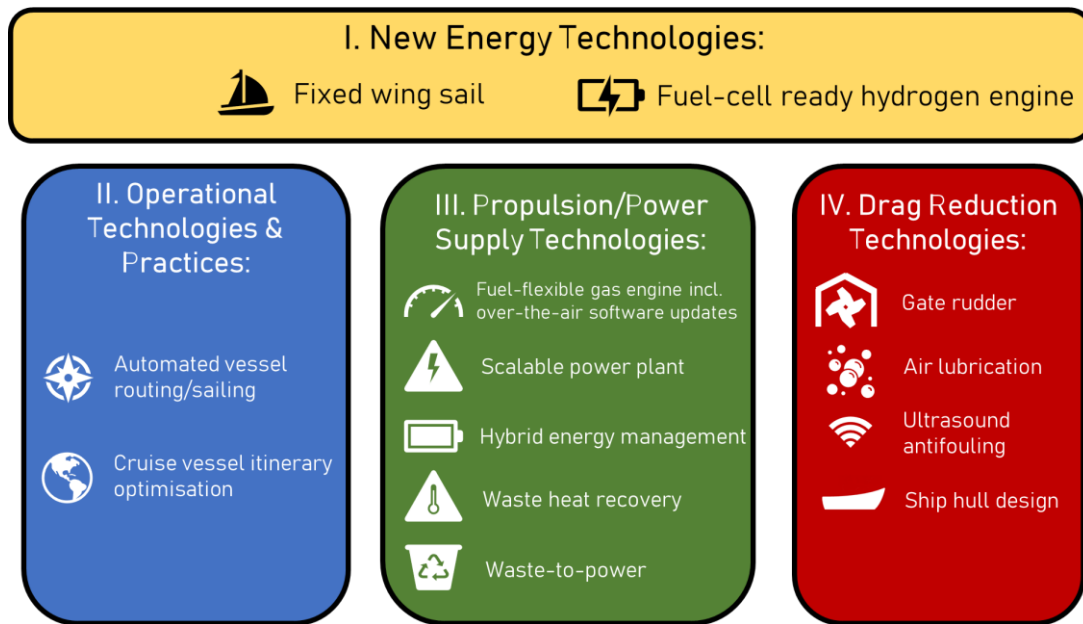 I. New Energy Technologies:
Fixed wing sail
Fuel-cell ready hydrogen engine
II. Operational
Technologies &
Practices:
Automated vessel
routing/sailing
Cruise vessel itinerary
optimisation
III. Propulsion/Power
Supply Technologies:
Fuel-flexible gas engine incl.
over-the-air software updates
Scalable power plant
Hybrid energy management
Waste heat recovery
Waste-to-power
IV. Drag Reduction
Technologies:
Gate rudder
Air lubrication
Ultrasound
antifouling
Ship hull design